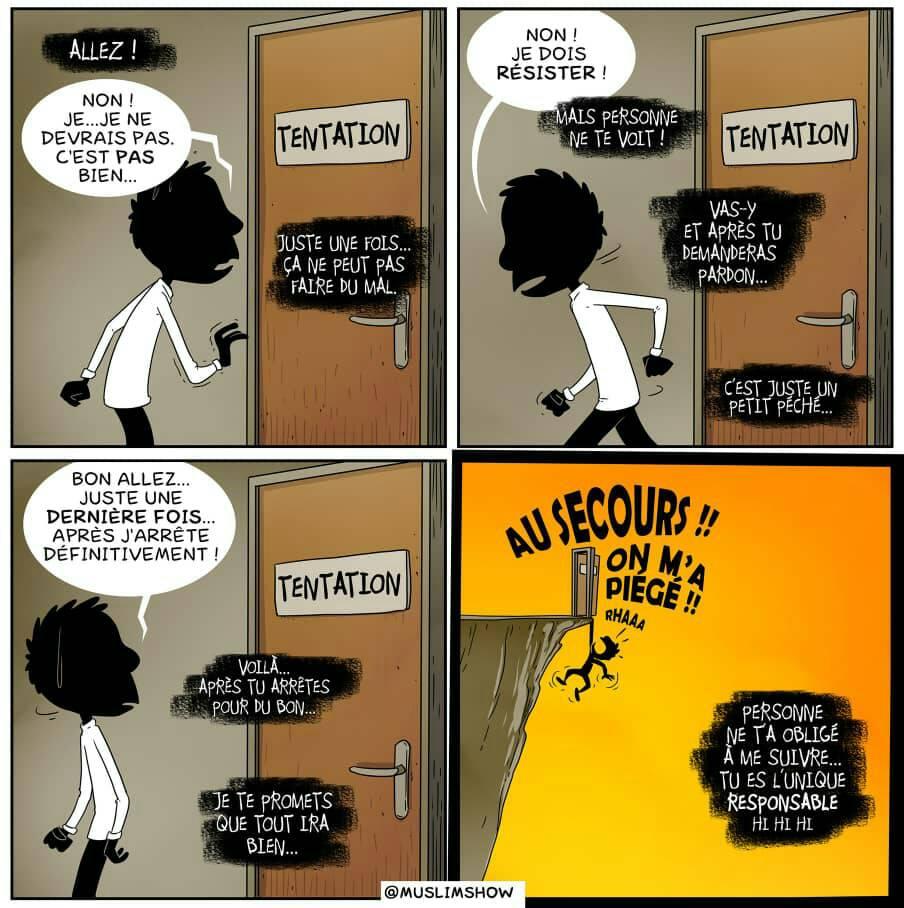 ALLEZ !
NON !
JE...JE NE
DEVRAIS PAS.
C'EST PAS
BIEN...
TENTATION
JUSTE UNE FOIS...
ÇA NE PEUT PAS
FAIRE DU MAL.
NON !
JE DOIS
RÉSISTER !
MAIS PERSONNE
NE TE VOIT !
TENTATION
VAS-Y
ET APRÈS TU
DEMANDERAS
PARDON...
C'EST JUSTE UN
PETIT PÉCHÉ...
BON ALLEZ...
JUSTE UNE
DERNIÈRE FOIS...
APRÈS J'ARRÊTE
DÉFINITIVEMENT !
TENTATION
VOILÀ...
APRÈS TU ARRÊTES
POUR DU BON...
JE TE PROMETS
QUE TOUT IRA
BIEN...
AU SECOURS !!
ON M'A
PIÉGÉ !!
RHAAA
PERSONNE
NE T'A OBLIGÉ
À ME SUIVRE...
TU ES L'UNIQUE
RESPONSABLE
HI HI HI
@MUSLIMSHOW